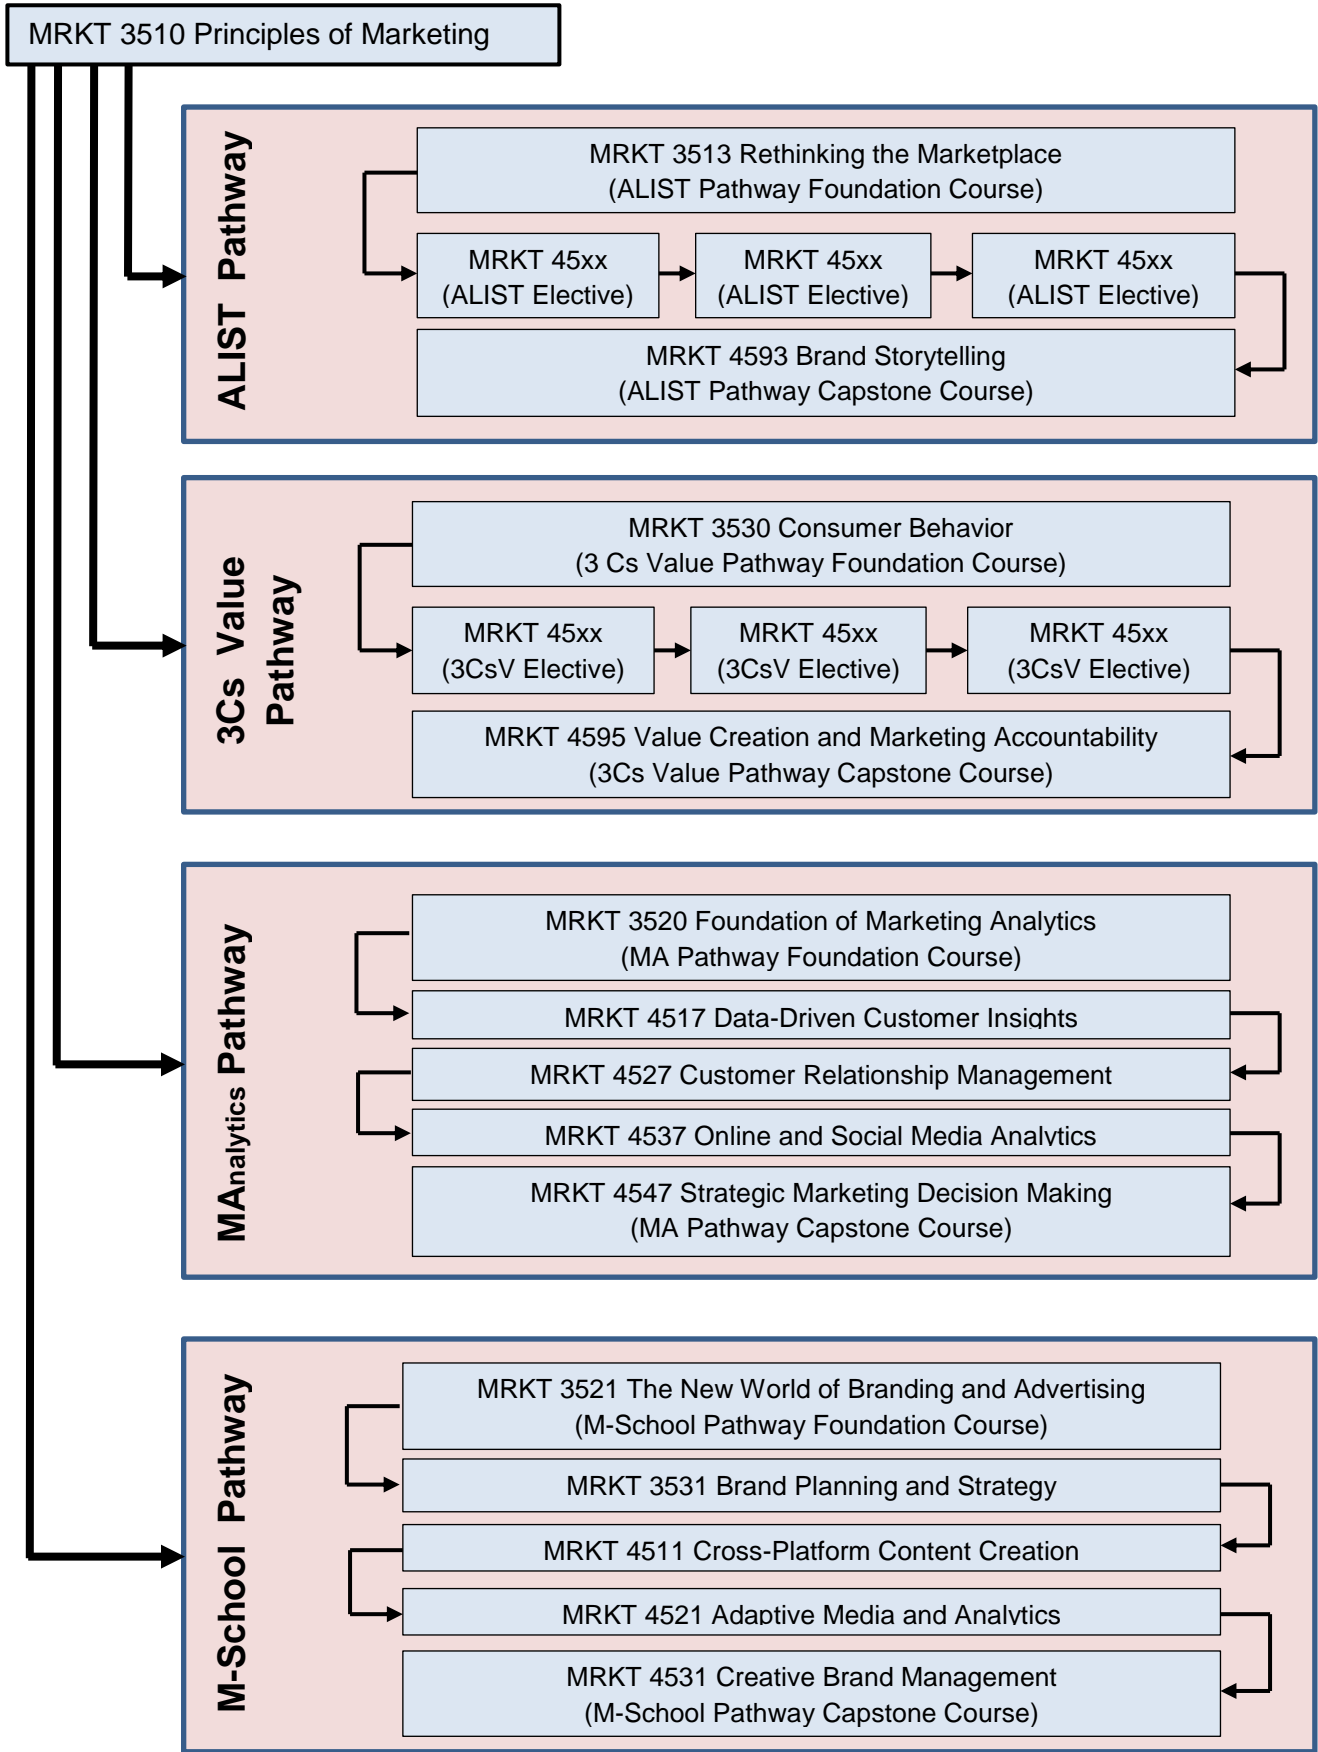 MRKT 3510 Principles of Marketing
ALIST Pathway
MRKT 3513 Rethinking the Marketplace
(ALIST Pathway Foundation Course)
MRKT 45xx
(ALIST Elective)
MRKT 45xx
(ALIST Elective)
MRKT 45xx
(ALIST Elective)
MRKT 4593 Brand Storytelling
(ALIST Pathway Capstone Course)
3Cs Value
Pathway
MRKT 3530 Consumer Behavior
(3 Cs Value Pathway Foundation Course)
MRKT 45xx
(3CsV Elective)
MRKT 45xx
(3CsV Elective)
MRKT 45xx
(3CsV Elective)
MRKT 4595 Value Creation and Marketing Accountability
(3Cs Value Pathway Capstone Course)
MAnalytics Pathway
MRKT 3520 Foundation of Marketing Analytics
(MA Pathway Foundation Course)
MRKT 4517 Data-Driven Customer Insights
MRKT 4527 Customer Relationship Management
MRKT 4537 Online and Social Media Analytics
MRKT 4547 Strategic Marketing Decision Making
(MA Pathway Capstone Course)
M-School Pathway
MRKT 3521 The New World of Branding and Advertising
(M-School Pathway Foundation Course)
MRKT 3531 Brand Planning and Strategy
MRKT 4511 Cross-Platform Content Creation
MRKT 4521 Adaptive Media and Analytics
MRKT 4531 Creative Brand Management
(M-School Pathway Capstone Course)